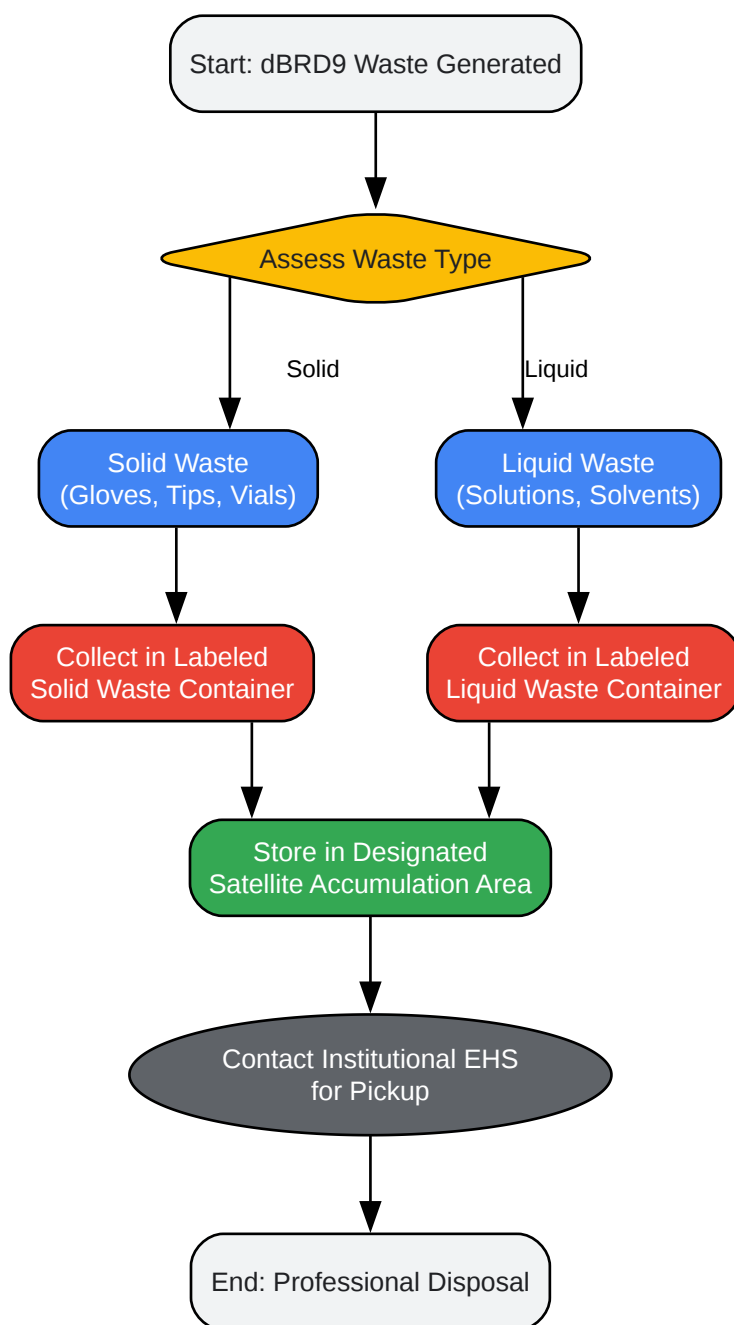 Start: dBRD9 Waste Generated
Assess Waste Type
Solid
Liquid
Solid Waste
(Gloves, Tips, Vials)
Liquid Waste
(Solutions, Solvents)
Collect in Labeled
Solid Waste Container
Collect in Labeled
Liquid Waste Container
Store in Designated
Satellite Accumulation Area
Contact Institutional EHS
for Pickup
End: Professional Disposal